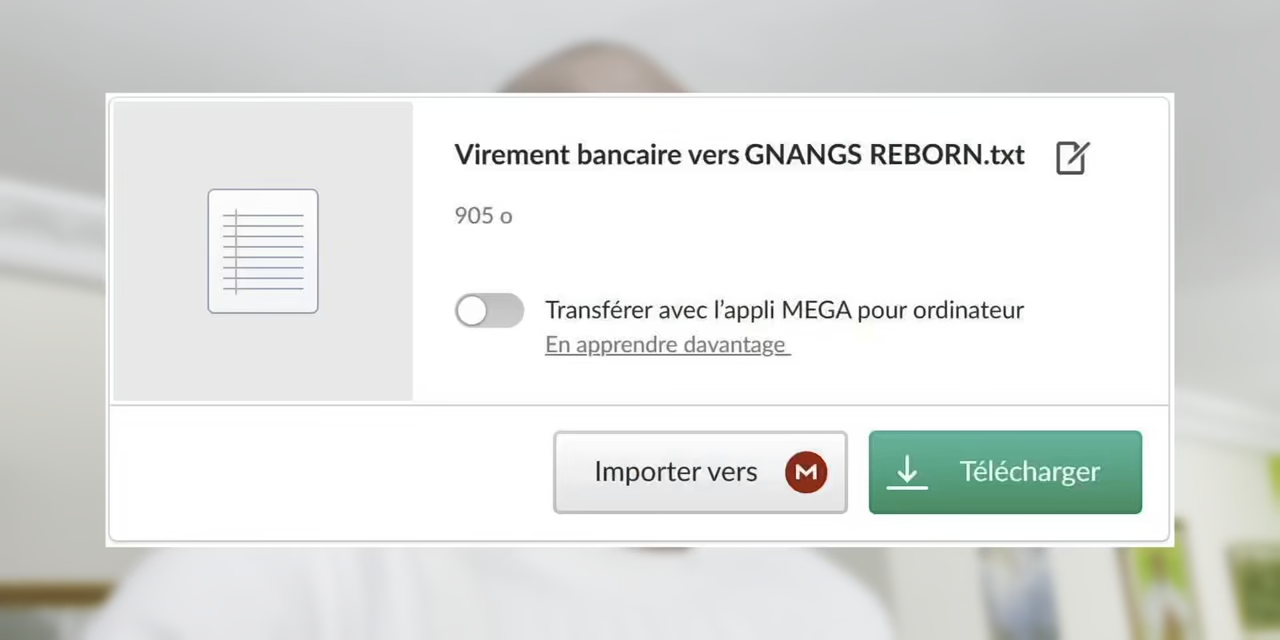 Virement bancaire vers GNANGS REBORN.txt
905 o
Transférer avec l’appli MEGA pour ordinateur
En apprendre davantage
Importer vers M
Télécharger